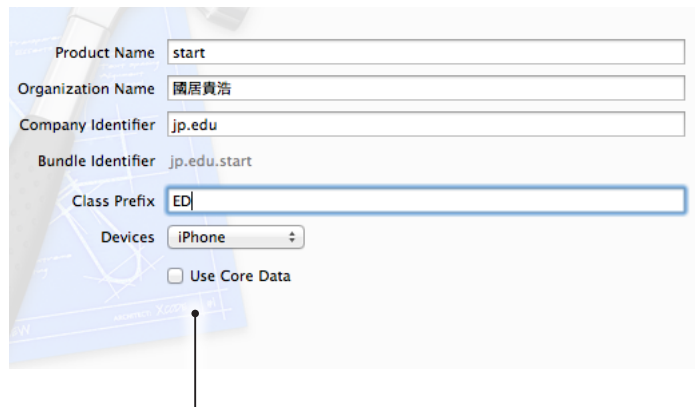 Product Name start
Organization Name 國居貴浩
Company Identifier jp.edu
Bundle Identifier jp.edu.start
Class Prefix ED
Devices iPhone
Use Core Data